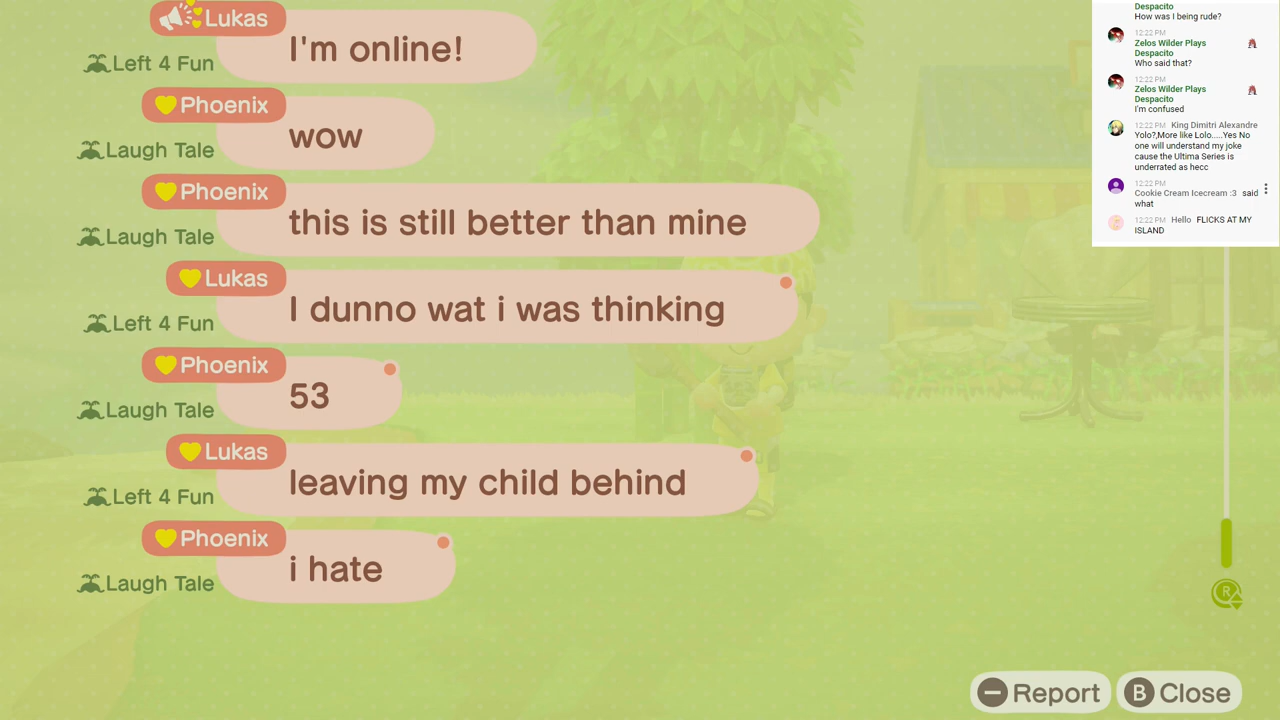 Lukas
I'm online!
Left 4 Fun
Phoenix
wow
Laugh Tale
Phoenix
this is still better than mine
Laugh Tale
Lukas
I dunno wat i was thinking
Left 4 Fun
Phoenix
53
Laugh Tale
Lukas
leaving my child behind
Left 4 Fun
Phoenix
i hate
Laugh Tale
Despacito
How was I being rude?
12:22 PM
Zelos Wilder Plays
Despacito
Who said that?
12:22 PM
Zelos Wilder Plays
Despacito
I'm confused
12:22 PM King Dimitri Alexandre
Yolo?,More like Lolo.....Yes No
one will understand my joke
cause the Ultima Series is
underrated as hecc
12:22 PM
Cookie Cream Icecream :3 said
what
12:22 PM Hello FLICKS AT MY
ISLAND
R
Report
B Close